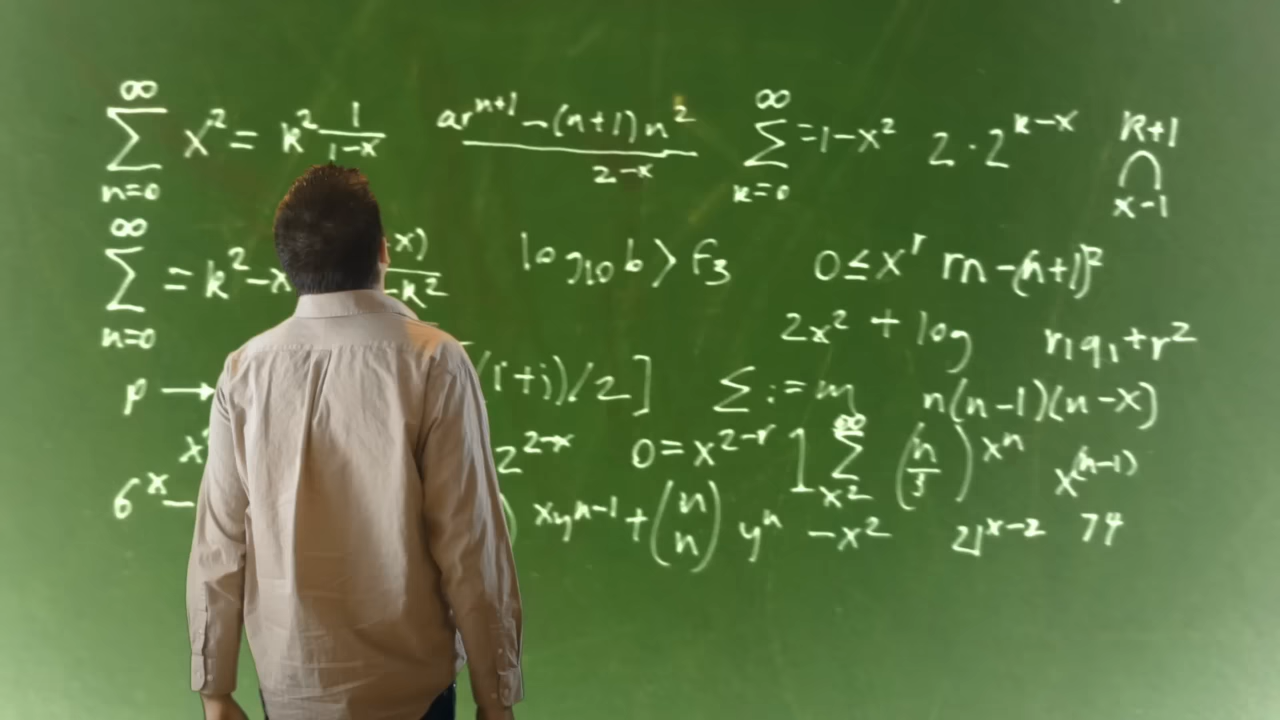 ∞ ∑ n=0 x² = k² 1/(1-x) (ar^(n+1) - (n+1)n²)/(2-x) ∞ ∑ k=0 =1-x² 2·2^(k-x) k+1 ∩ x-1
∞ ∑ n=0 = k²-x x)/-k² log₁₀b > f₃ 0≤x^r m-(n+1)²
2x² + log r₁q₁+r²
p → (r+i)/2] ∑:=m n(n-1)(n-x)
x 2^(2-x) 0=x^(2-r) 1 ∞ ∑ x² (n/3) x^n x^(n-1)
6^x - xy^(n-1) + (n n) y^n -x² 21^(x-2) 74